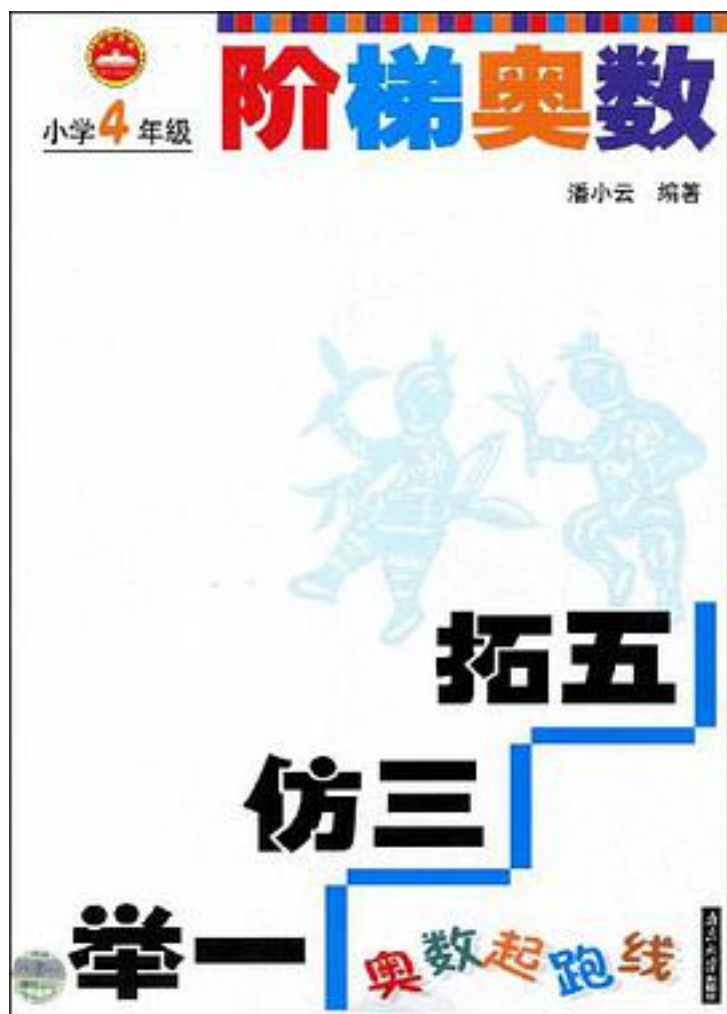 阶梯奥数
小学4年级
潘小云 编著
拓五
仿三
举一
奥数起跑线